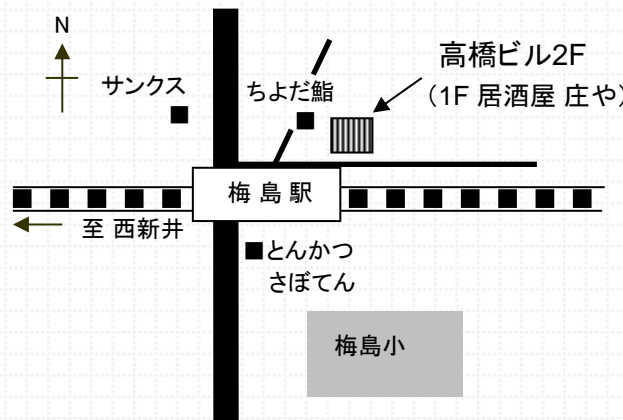 N
高橋ビル2F
（1F 居酒屋 庄や）
サンクス
ちよだ鮨
梅 島 駅
至 西新井
■とんかつ
さぼてん
梅島小